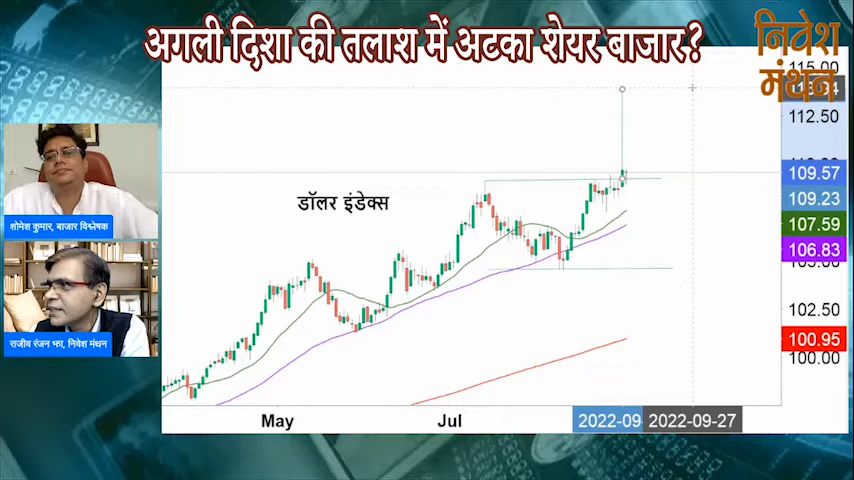 अगली दिशा की तलाश में अटका शेयर बाजार?
निवेश
मंथन
115.00
112.50
109.57
109.23
107.59
106.83
102.50
100.95
100.00
डॉलर इंडेक्स
शोमेश कुमार, बाजार विश्लेषक
राजीव रंजन झा, निवेश मंथन
May
Jul
2022-09
2022-09-27